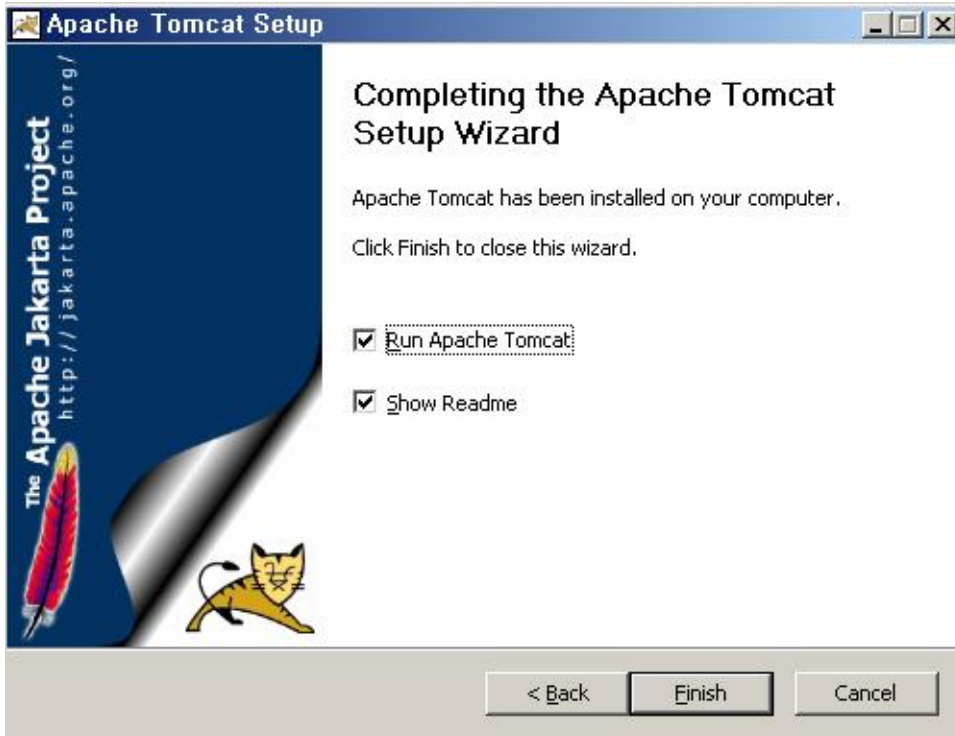 Apache Tomcat Setup
The Apache Jakarta Project
http://jakarta.apache.org/
Completing the Apache Tomcat
Setup Wizard
Apache Tomcat has been installed on your computer.
Click Finish to close this wizard.
Run Apache Tomcat
Show Readme
< Back
Finish
Cancel